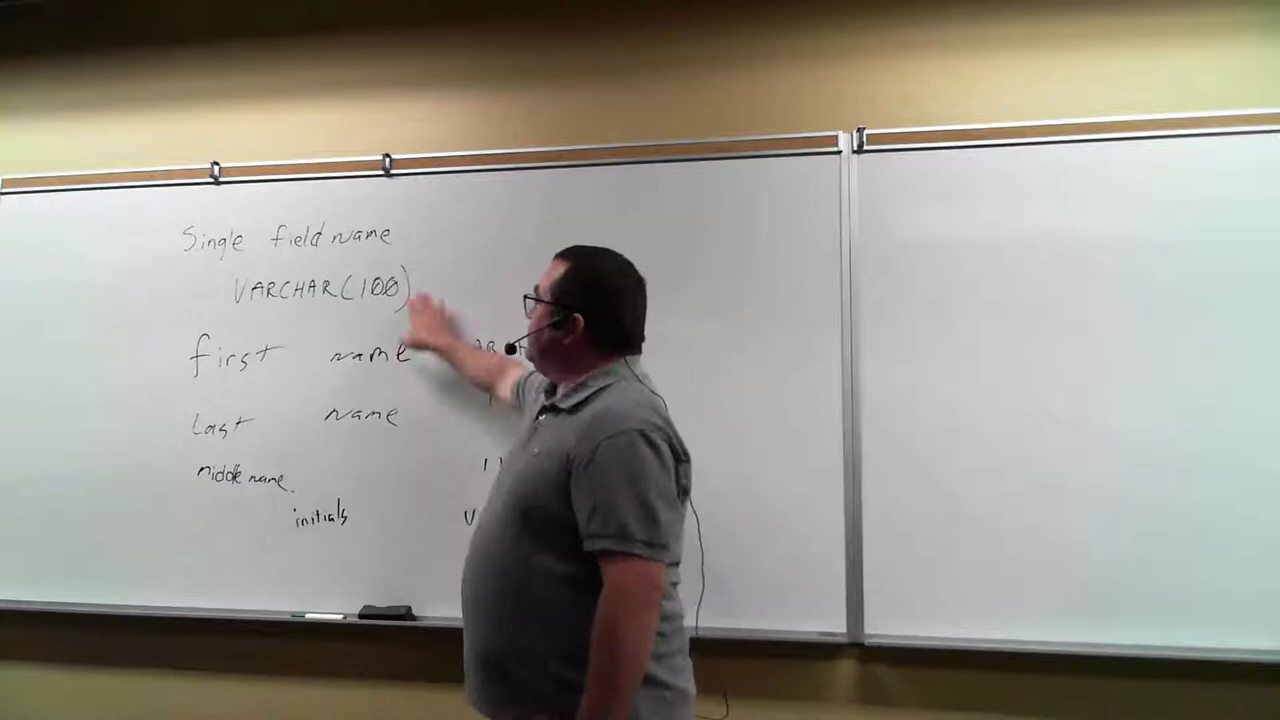 Single field name
VARCHAR(100)
first name
Last name
middle name.
initials